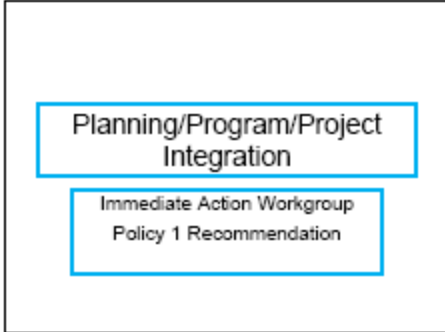 Planning/Program/Project
Integration
Immediate Action Workgroup
Policy 1 Recommendation